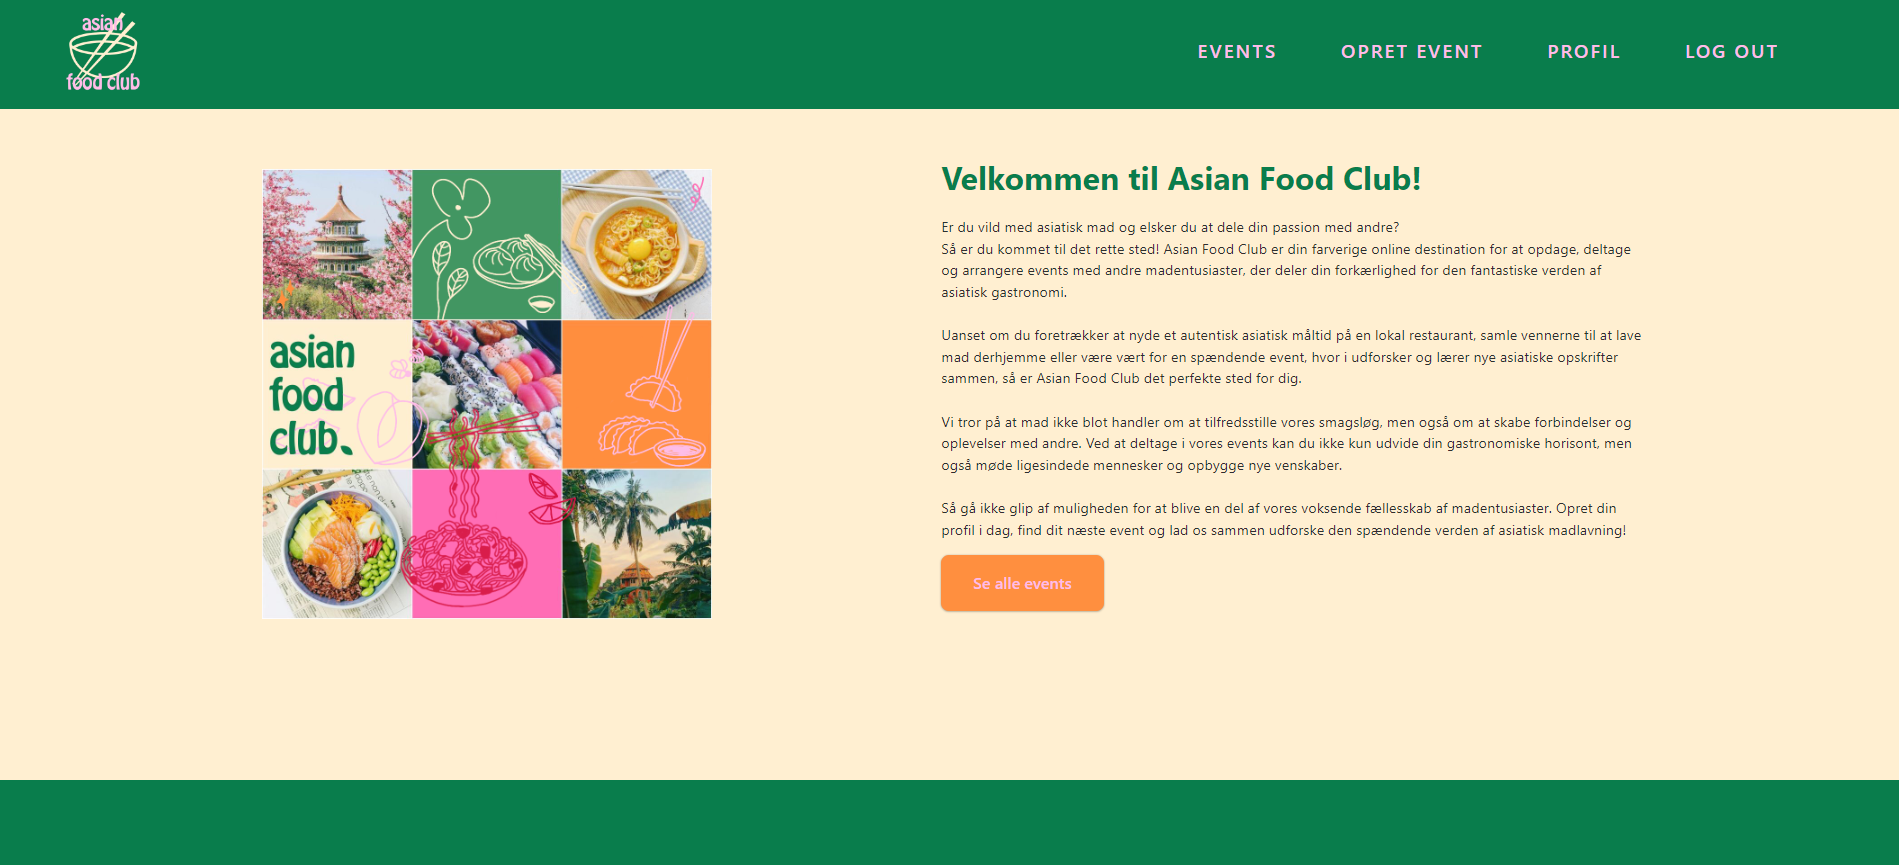 asian
food club
EVENTS
OPRET EVENT
PROFIL
LOG OUT
asian
food
club.
Velkommen til Asian Food Club!
Er du vild med asiatisk mad og elsker du at dele din passion med andre?
Så er du kommet til det rette sted! Asian Food Club er din farverige online destination for at opdage, deltage
og arrangere events med andre madentusiaster, der deler din forkærlighed for den fantastiske verden af
asiatisk gastronomi.
Uanset om du foretrækker at nyde et autentisk asiatisk måltid på en lokal restaurant, samle vennerne til at lave
mad derhjemme eller være vært for en spændende event, hvor i udforsker og lærer nye asiatiske opskrifter
sammen, så er Asian Food Club det perfekte sted for dig.
Vi tror på at mad ikke blot handler om at tilfredsstille vores smagsløg, men også om at skabe forbindelser og
oplevelser med andre. Ved at deltage i vores events kan du ikke kun udvide din gastronomiske horisont, men
også møde ligesindede mennesker og opbygge nye venskaber.
Så gå ikke glip af muligheden for at blive en del af vores voksende fællesskab af madentusiaster. Opret din
profil i dag, find dit næste event og lad os sammen udforske den spændende verden af asiatisk madlavning!
Se alle events